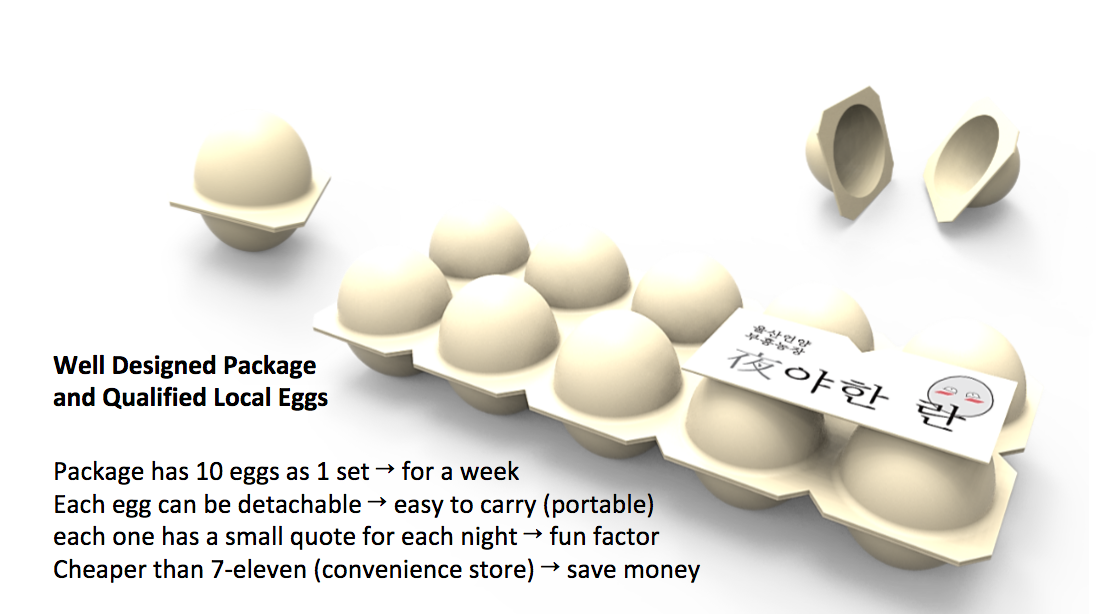 울산언양
부흥농장
夜야한 란
Well Designed Package
and Qualified Local Eggs
Package has 10 eggs as 1 set → for a week
Each egg can be detachable → easy to carry (portable)
each one has a small quote for each night → fun factor
Cheaper than 7-eleven (convenience store) → save money